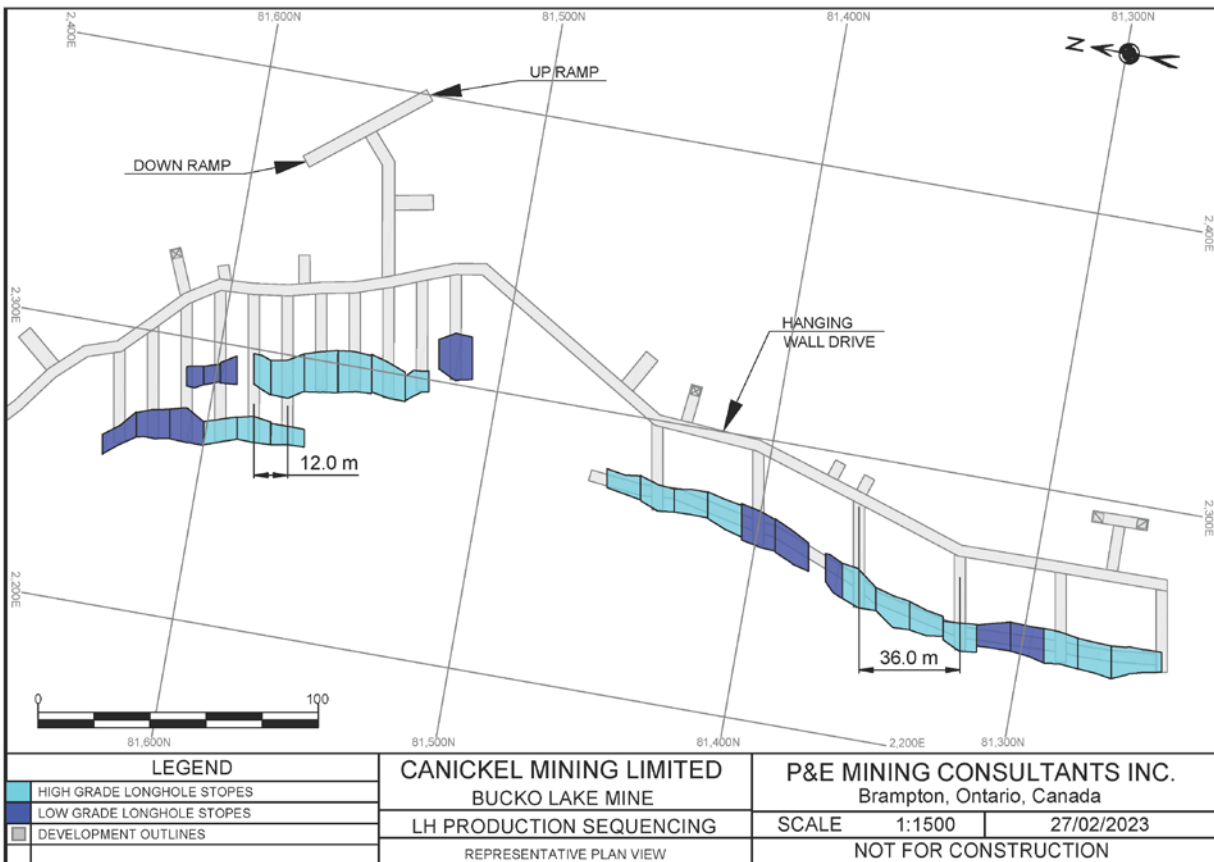 81,600N
81,500N
81,400N
81,300N
2,400E
N
UP RAMP
DOWN RAMP
2,400E
2,300E
HANGING
WALL DRIVE
12.0 m
2,300E
2,200E
36.0 m
0
100
81,600N
81,500N
81,400N
2,200E
81,300N
LEGEND
HIGH GRADE LONGHOLE STOPES
LOW GRADE LONGHOLE STOPES
DEVELOPMENT OUTLINES
CANICKEL MINING LIMITED
BUCKO LAKE MINE
LH PRODUCTION SEQUENCING
REPRESENTATIVE PLAN VIEW
P&E MINING CONSULTANTS INC.
Brampton, Ontario, Canada
SCALE 1:1500 27/02/2023
NOT FOR CONSTRUCTION